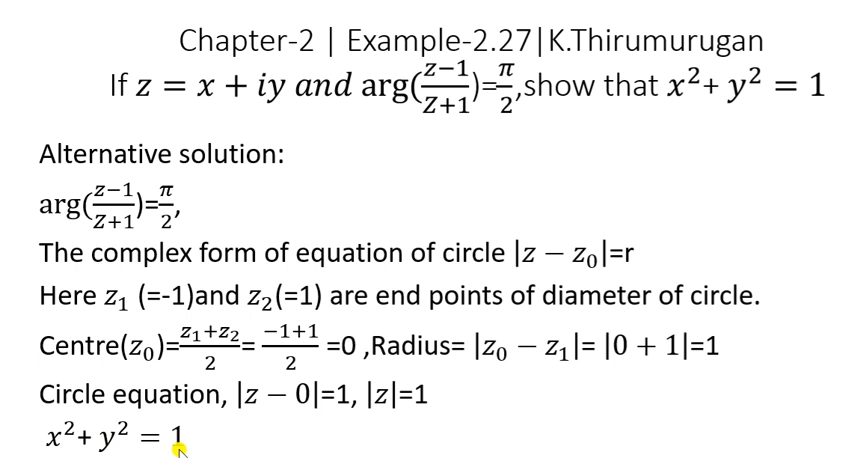 Chapter-2 | Example-2.27|K.Thirumurugan
If z = x + iy and arg(z−1/Z+1)=π/2,show that x²+ y² = 1
Alternative solution:
arg(z−1/Z+1)=π/2,
The complex form of equation of circle |z − z₀|=r
Here z₁ (=-1)and z₂(=1) are end points of diameter of circle.
Centre(z₀)=z₁+z₂/2= −1+1/2 =0 ,Radius= |z₀ − z₁|= |0 + 1|=1
Circle equation, |z − 0|=1, |z|=1
x²+ y² = 1